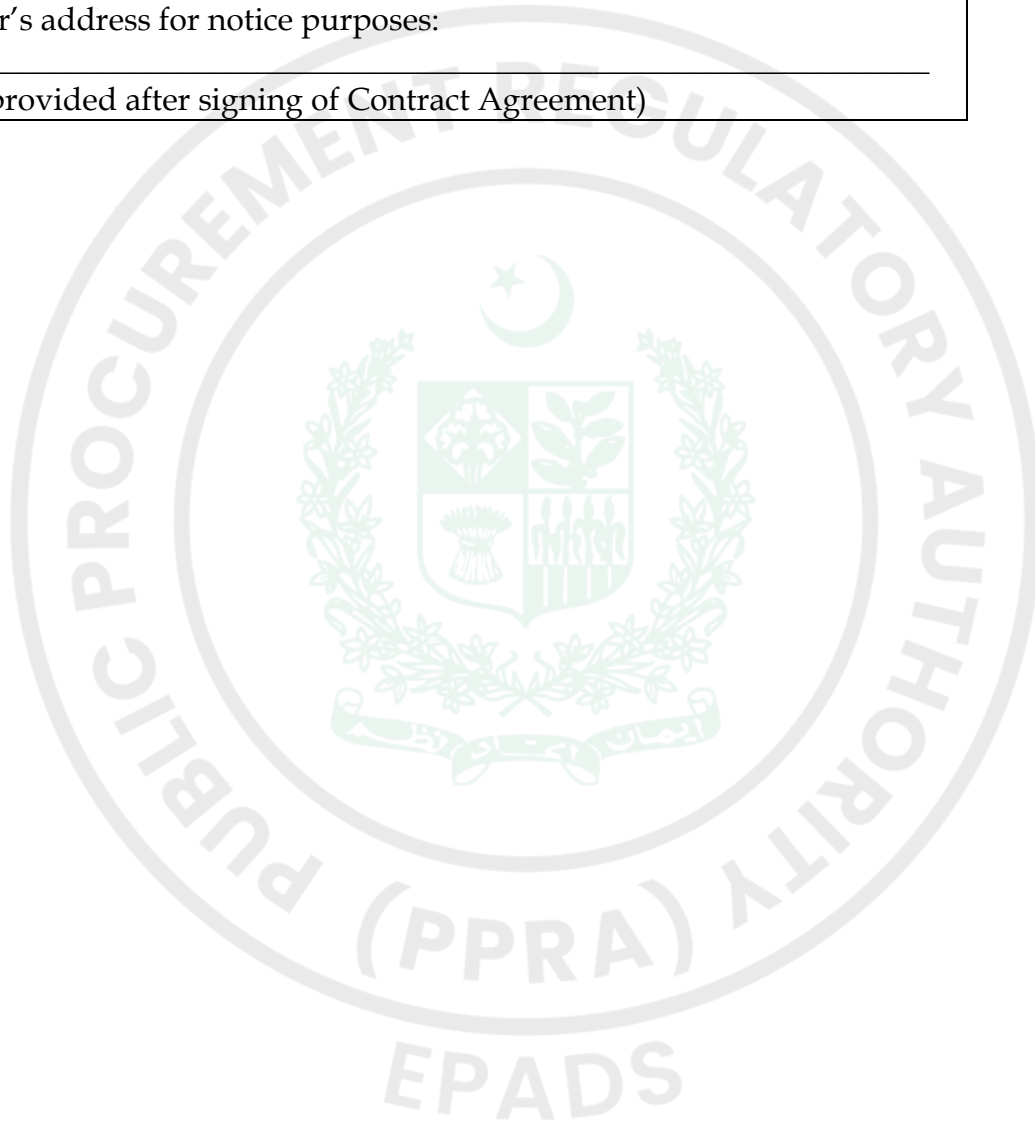 r's address for notice purposes:
provided after signing of Contract Agreement)
PUBLIC PROCUREMENT REGULATORY AUTHORITY
(PPRA)
EPADS